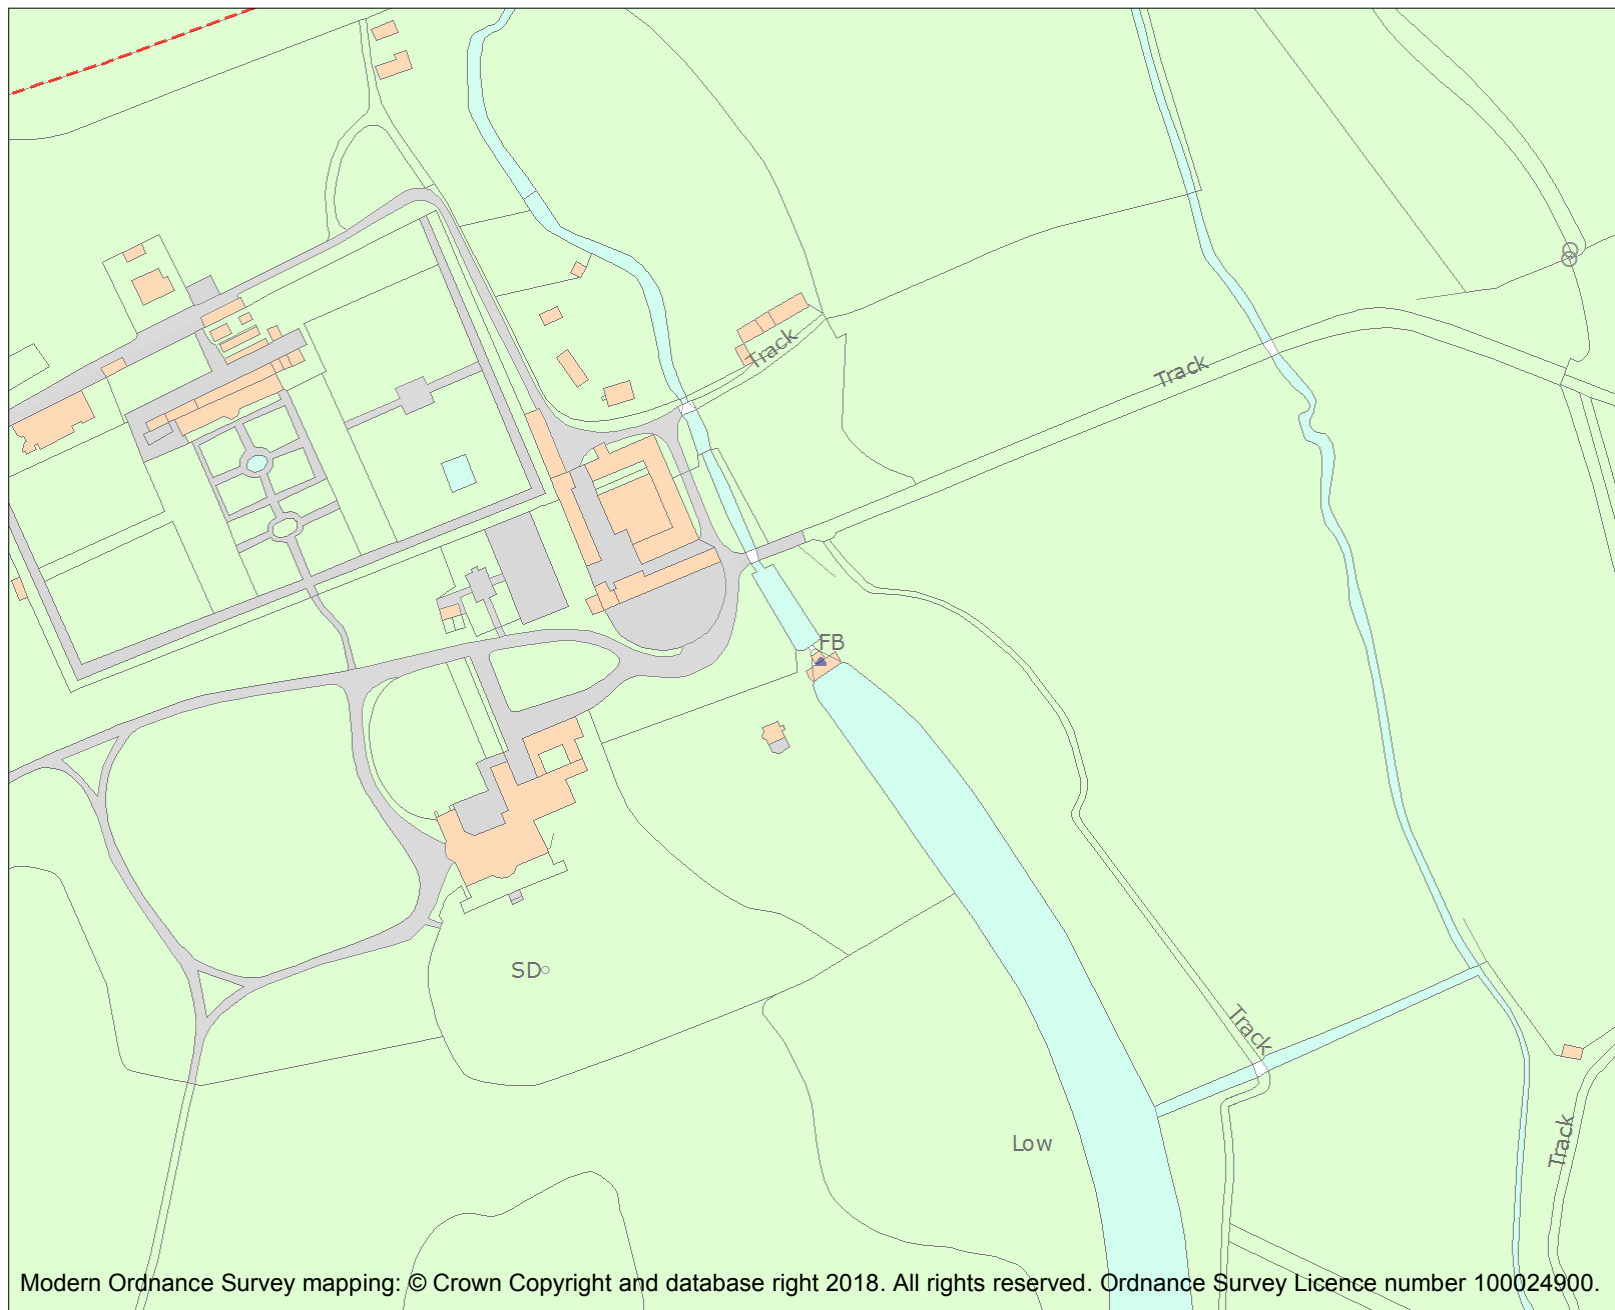 Track
Track
FB
SD
Track
Low
Track
Modern Ordnance Survey mapping: © Crown Copyright and database right 2018. All rights reserved. Ordnance Survey Licence number 100024900.